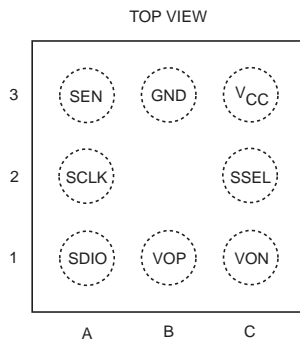 TOP VIEW
3 SEN GND VCC
2 SCLK SSEL
1 SDIO VOP VON
A B C